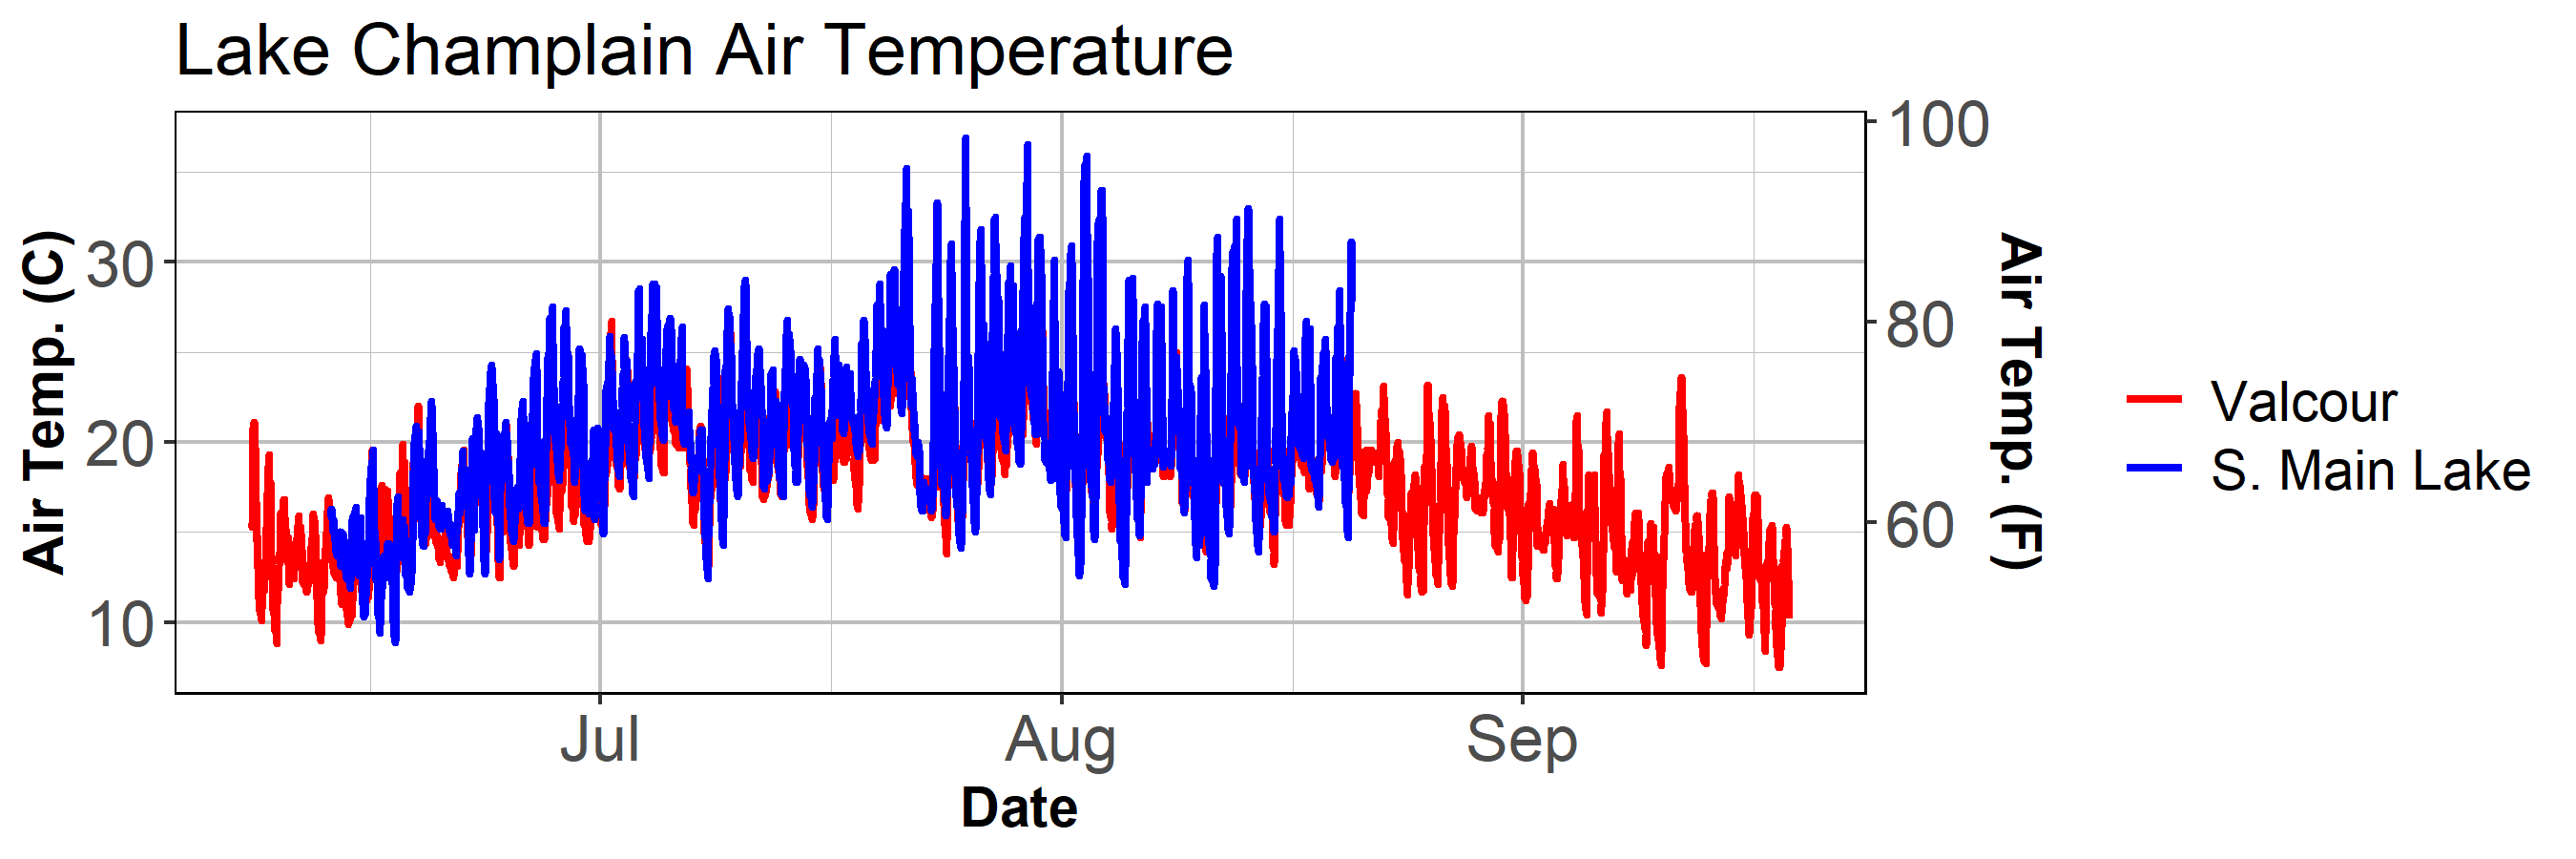 Lake Champlain Air Temperature
Air Temp. (C)
30
20
10
100
80
60
Air Temp. (F)
Jul
Aug
Sep
Date
Valcour
S. Main Lake